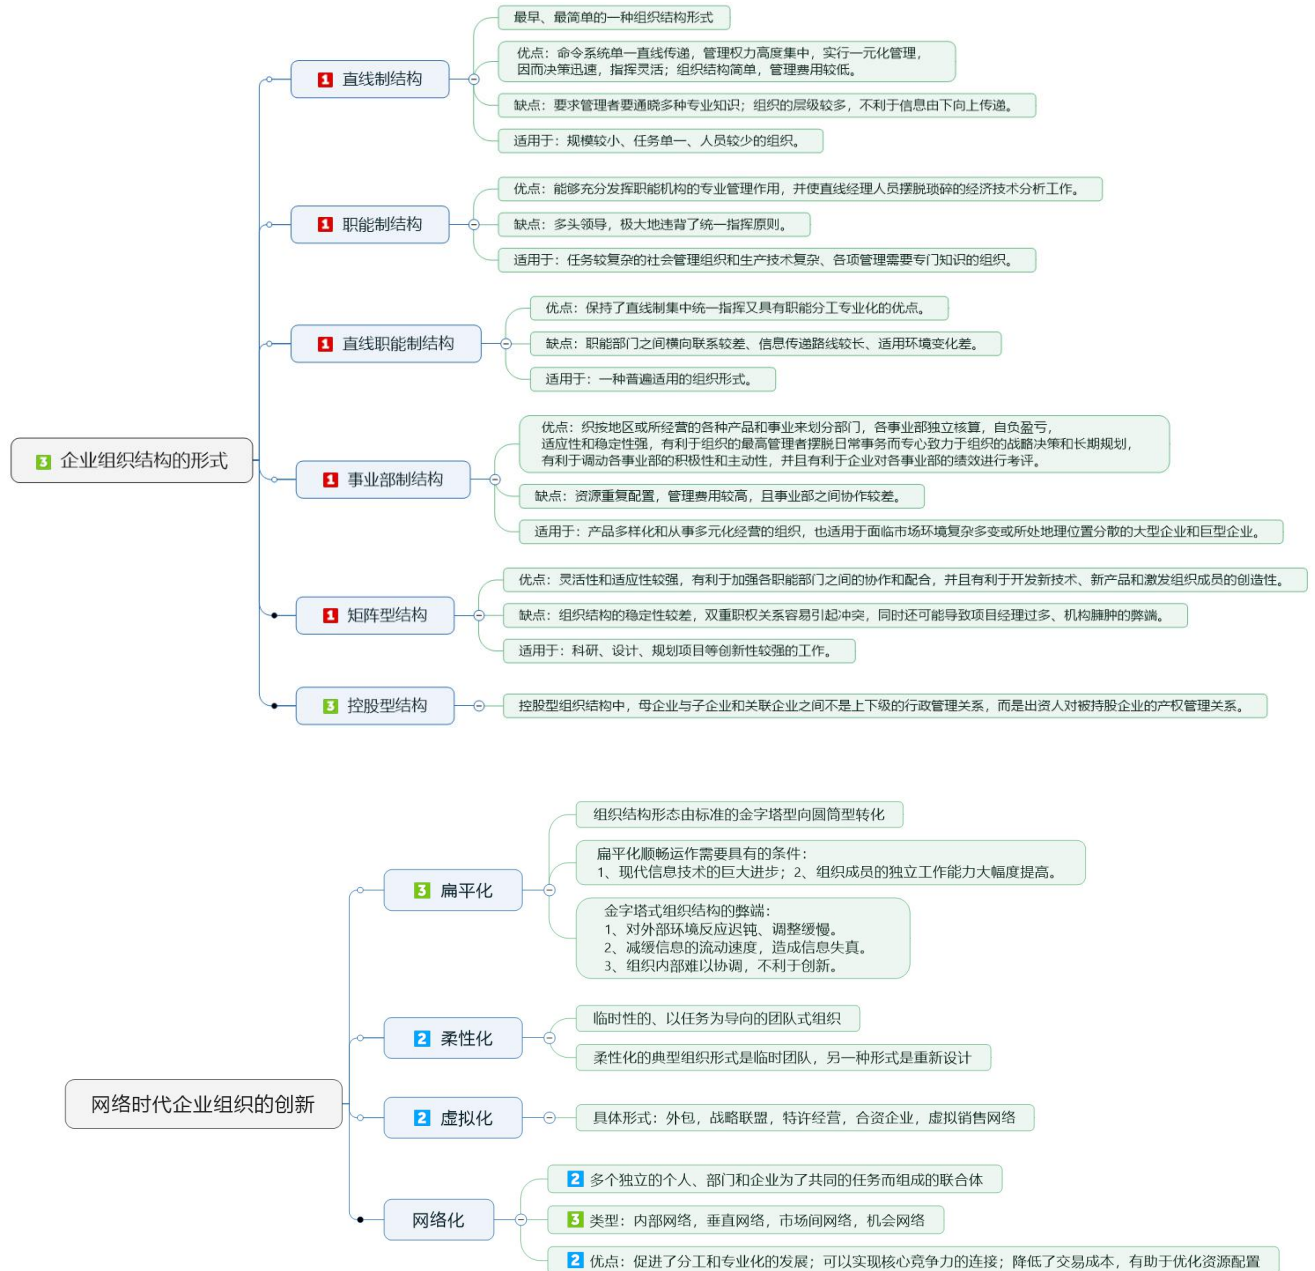 3 企业组织结构的形式
1 直线制结构
最早、最简单的一种组织结构形式
优点：命令系统单一直线传递，管理权力高度集中，实行一元化管理，
因而决策迅速，指挥灵活；组织结构简单，管理费用较低。
缺点：要求管理者要通晓多种专业知识；组织的层级较多，不利于信息由下向上传递。
适用于：规模较小、任务单一、人员较少的组织。
1 职能制结构
优点：能够充分发挥职能机构的专业管理作用，并使直线经理人员摆脱琐碎的经济技术分析工作。
缺点：多头领导，极大地违背了统一指挥原则。
适用于：任务较复杂的社会管理组织和生产技术复杂、各项管理需要专门知识的组织。
1 直线职能制结构
优点：保持了直线制集中统一指挥又具有职能分工专业化的优点。
缺点：职能部门之间横向联系较差、信息传递路线较长、适用环境变化差。
适用于：一种普遍适用的组织形式。
1 事业部制结构
优点：织按地区或所经营的各种产品和事业来划分部门，各事业部独立核算，自负盈亏，
适应性和稳定性强，有利于组织的最高管理者摆脱日常事务而专心致力于组织的战略决策和长期规划，
有利于调动各事业部的积极性和主动性，并且有利于企业对各事业部的绩效进行考评。
缺点：资源重复配置，管理费用较高，且事业部之间协作较差。
适用于：产品多样化和从事多元化经营的组织，也适用于面临市场环境复杂多变或所处地理位置分散的大型企业和巨型企业。
1 矩阵型结构
优点：灵活性和适应性较强，有利于加强各职能部门之间的协作和配合，并且有利于开发新技术、新产品和激发组织成员的创造性。
缺点：组织结构的稳定性较差，双重职权关系容易引起冲突，同时还可能导致项目经理过多、机构臃肿的弊端。
适用于：科研、设计、规划项目等创新性较强的工作。
3 控股型结构
控股型组织结构中，母企业与子企业和关联企业之间不是上下级的行政管理关系，而是出资人对被持股企业的产权管理关系。
网络时代企业组织的创新
3 扁平化
组织结构形态由标准的金字塔型向圆筒型转化
扁平化顺畅运作需要具有的条件：
1、现代信息技术的巨大进步；2、组织成员的独立工作能力大幅度提高。
金字塔式组织结构的弊端：
1、对外部环境反应迟钝、调整缓慢。
2、减缓信息的流动速度，造成信息失真。
3、组织内部难以协调，不利于创新。
2 柔性化
临时性的、以任务为导向的团队式组织
柔性化的典型组织形式是临时团队，另一种形式是重新设计
2 虚拟化
具体形式：外包，战略联盟，特许经营，合资企业，虚拟销售网络
网络化
2 多个独立的个人、部门和企业为了共同的任务而组成的联合体
3 类型：内部网络，垂直网络，市场间网络，机会网络
2 优点：促进了分工和专业化的发展；可以实现核心竞争力的连接；降低了交易成本，有助于优化资源配置